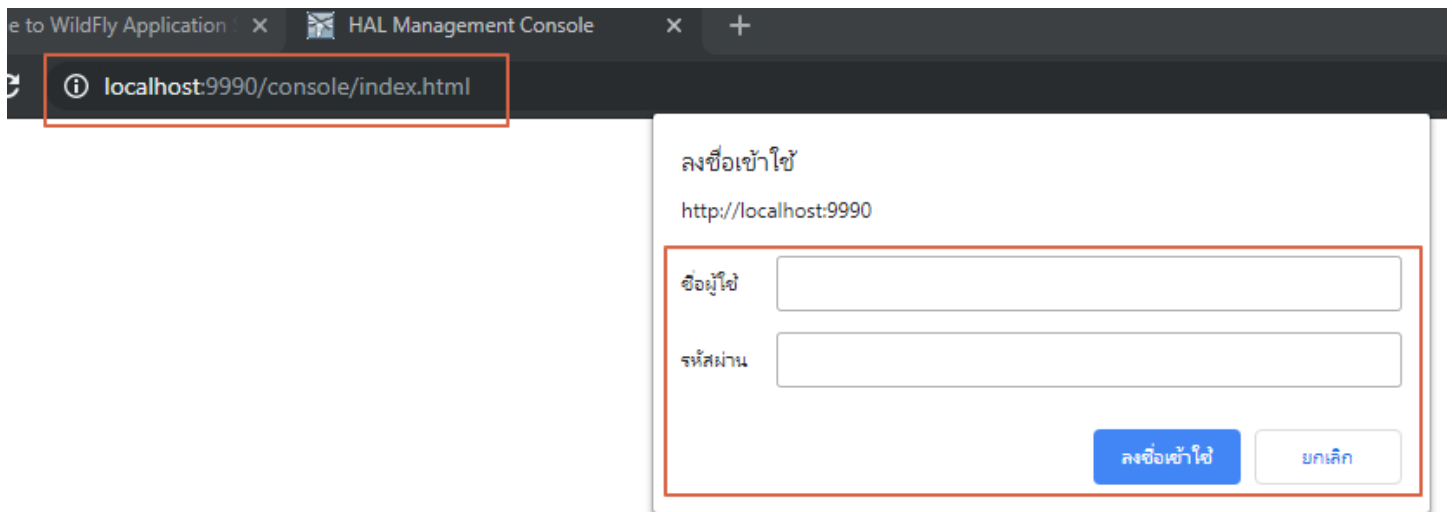 e to WildFly Application S
HAL Management Console
localhost:9990/console/index.html
ลงชื่อเข้าใช้
http://localhost:9990
ชื่อผู้ใช้
รหัสผ่าน
ลงชื่อเข้าใช้
ยกเลิก